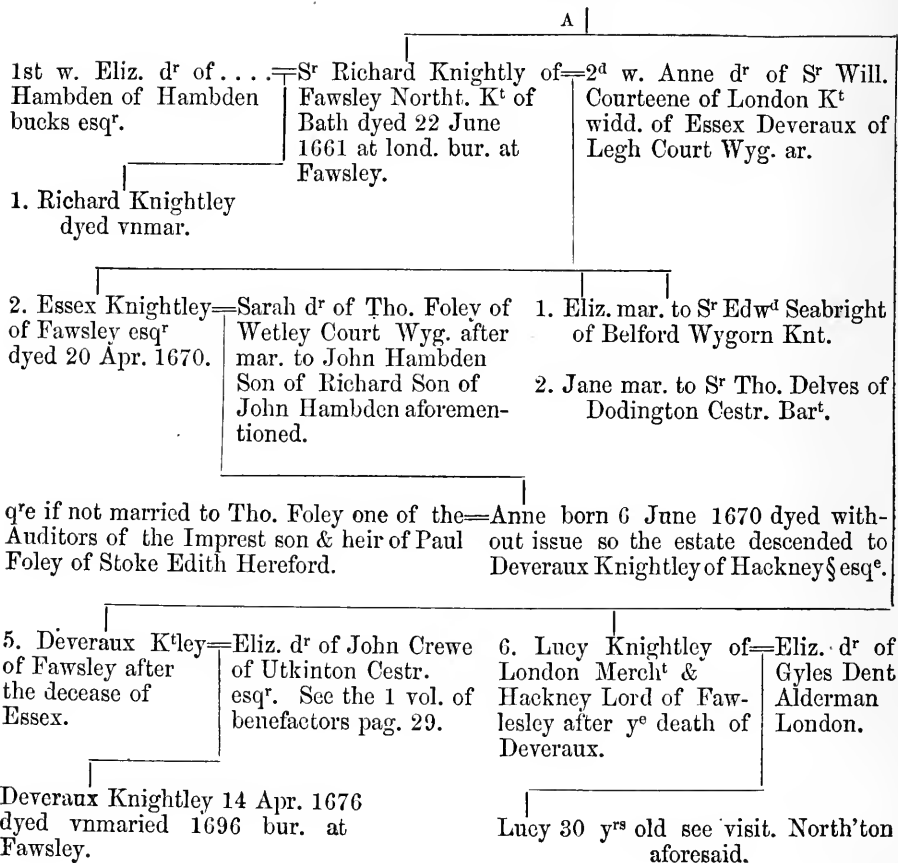 A
1st w. Eliz. dʳ of . . . .
Hambden of Hambden
bucks esqʳ.
=Sʳ Richard Knightly of=
Fawsley Northt. Kᵗ of
Bath dyed 22 June
1661 at lond. bur. at
Fawsley.
2ᵈ w. Anne dʳ of Sʳ Will.
Courteene of London Kᵗ
widd. of Essex Deveraux of
Legh Court Wyg. ar.
1. Richard Knightley
dyed vnmar.
2. Essex Knightley=
of Fawsley esqʳ
dyed 20 Apr. 1670.
Sarah dʳ of Tho. Foley of
Wetley Court Wyg. after
mar. to John Hambden
Son of Richard Son of
John Hambden aforemen-
tioned.
1. Eliz. mar. to Sʳ Edwᵈ Seabright
of Belford Wygorn Knt.
2. Jane mar. to Sʳ Tho. Delves of
Dodington Cestr. Barᵗ.
qʳe if not married to Tho. Foley one of the=
Auditors of the Imprest son & heir of Paul
Foley of Stoke Edith Hereford.
Anne born 6 June 1670 dyed with-
out issue so the estate descended to
Deveraux Knightley of Hackney § esqᵉ.
5. Deveraux Kᵗley=
of Fawsley after
the decease of
Essex.
Eliz. dʳ of John Crewe
of Utkinton Cestr.
esqʳ. See the 1 vol. of
benefactors pag. 29.
6. Lucy Knightley of=
London Merchᵗ &
Hackney Lord of Faw-
lesley after yᵉ death of
Deveraux.
Eliz. dʳ of
Gyles Dent
Alderman
London.
Deveraux Knightley 14 Apr. 1676
dyed vnmaried 1696 bur. at
Fawsley.
Lucy 30 yʳˢ old see visit. North'ton
aforesaid.